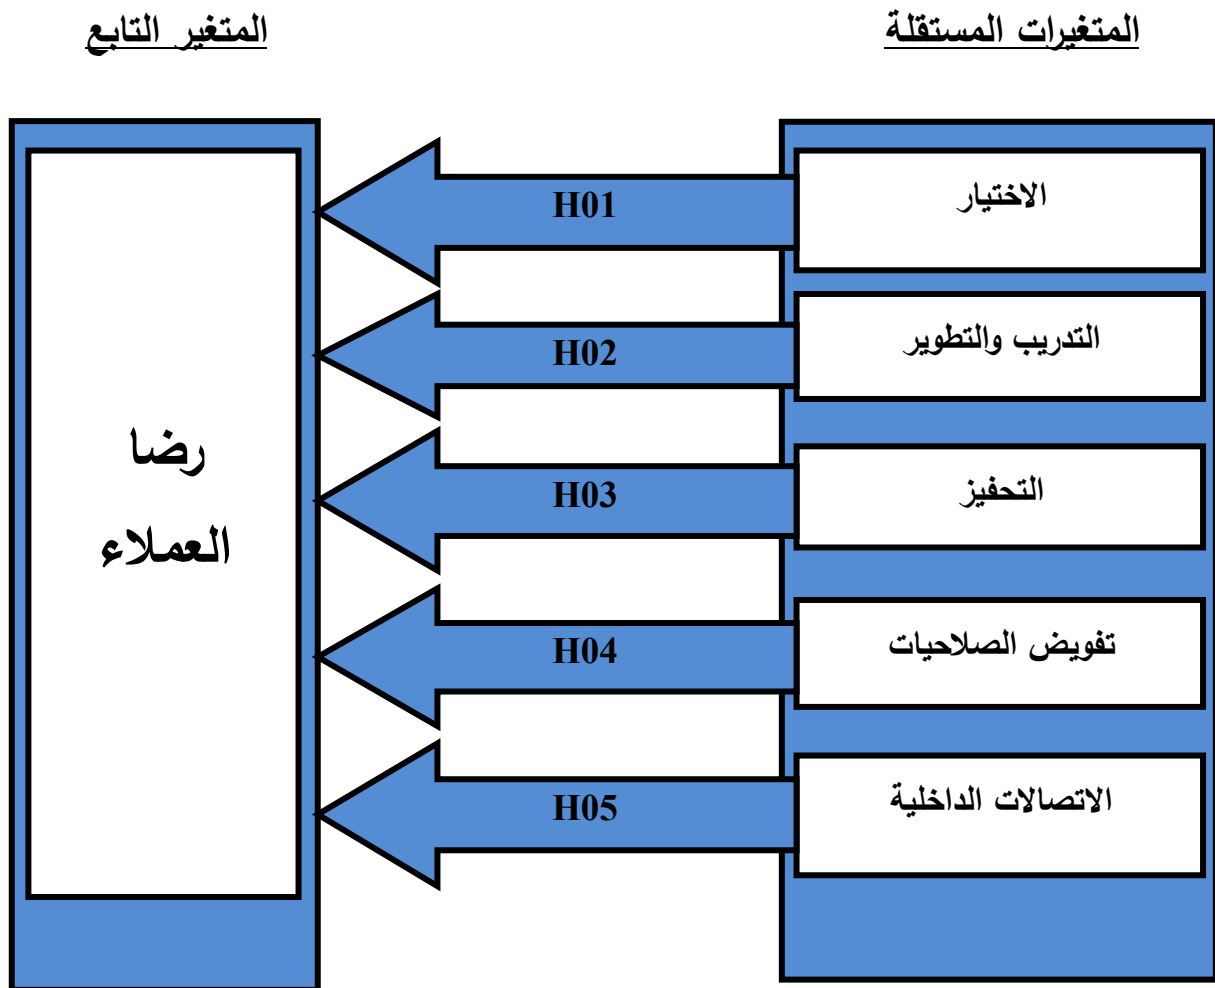 المتغيرات المستقلة
المتغير التابع
الاختيار
H01
التدريب والتطوير
H02
التحفيز
H03
تفويض الصلاحيات
H04
الاتصالات الداخلية
H05
رضا
العملاء